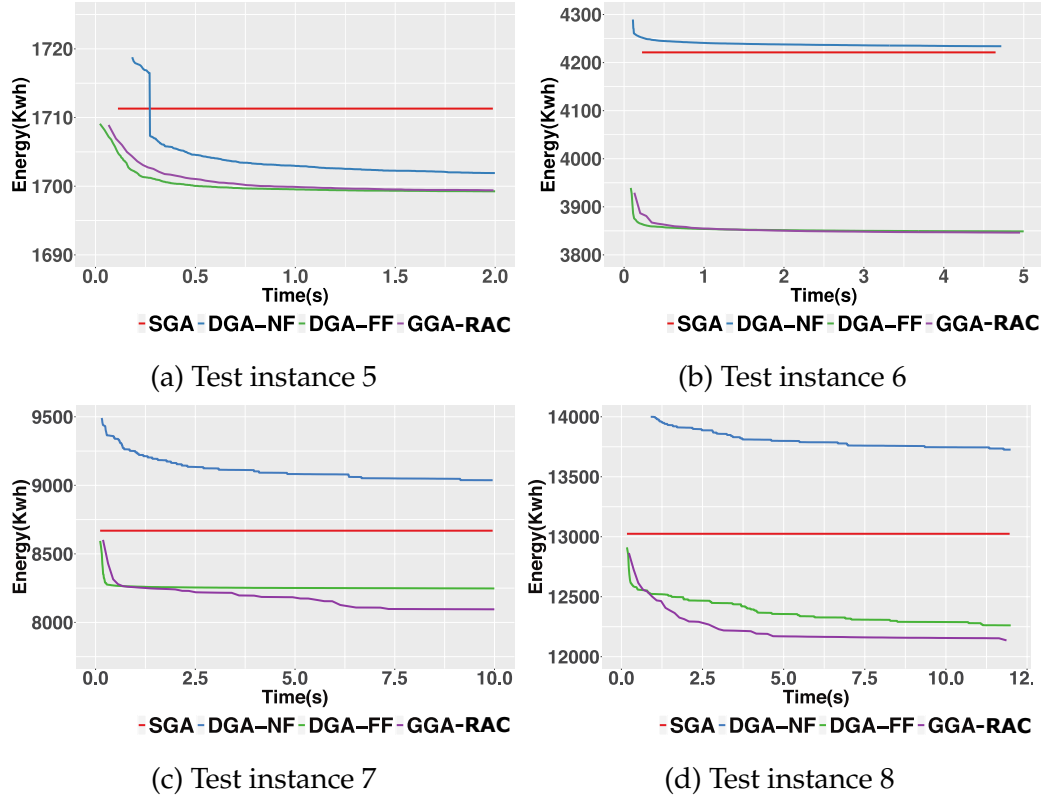 1720
1710
1700
1690
Energy(Kwh)
0.0 0.5 1.0 1.5 2.0
Time(s)
SGA DGA–NF DGA–FF GGA-RAC
(a) Test instance 5
4300
4200
4100
4000
3900
3800
Energy(Kwh)
0 1 2 3 4 5
Time(s)
SGA DGA–NF DGA–FF GGA-RAC
(b) Test instance 6
9500
9000
8500
8000
Energy(Kwh)
0.0 2.5 5.0 7.5 10.0
Time(s)
SGA DGA–NF DGA–FF GGA-RAC
(c) Test instance 7
14000
13500
13000
12500
12000
Energy(Kwh)
0.0 2.5 5.0 7.5 10.0 12.
Time(s)
SGA DGA–NF DGA–FF GGA-RAC
(d) Test instance 8